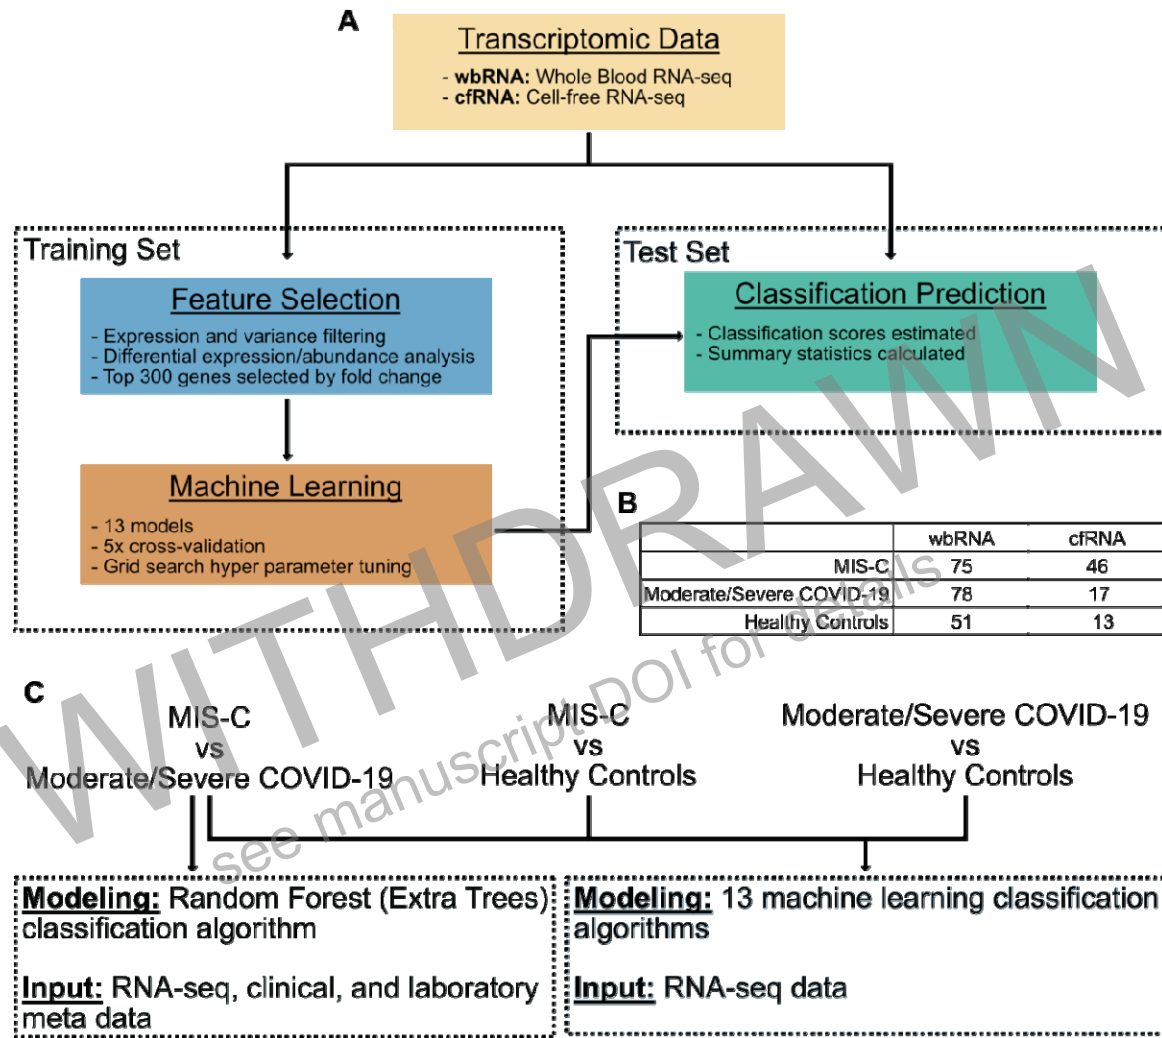 A
Transcriptomic Data
- wbRNA: Whole Blood RNA-seq
- cfRNA: Cell-free RNA-seq
Training Set
Feature Selection
- Expression and variance filtering
- Differential expression/abundance analysis
- Top 300 genes selected by fold change
Machine Learning
- 13 models
- 5x cross-validation
- Grid search hyper parameter tuning
Test Set
Classification Prediction
- Classification scores estimated
- Summary statistics calculated
B
wbRNA cfRNA
MIS-C 75 46
Moderate/Severe COVID-19 78 17
Healthy Controls 51 13
C
MIS-C
vs
Moderate/Severe COVID-19
MIS-C
vs
Healthy Controls
Moderate/Severe COVID-19
vs
Healthy Controls
Modeling: Random Forest (Extra Trees)
classification algorithm
Input: RNA-seq, clinical, and laboratory
meta data
Modeling: 13 machine learning classification
algorithms
Input: RNA-seq data
WITHDRAWN
see manuscript DOI for details